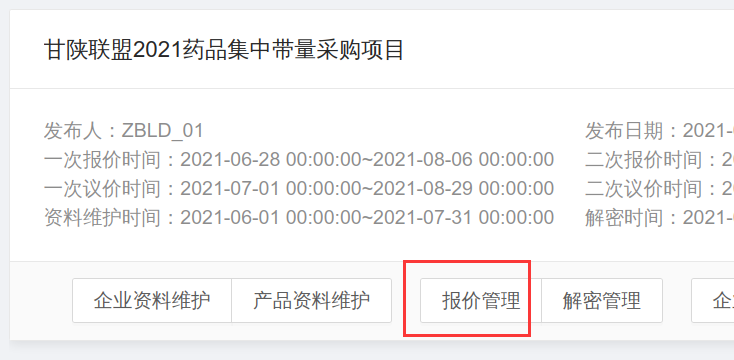 甘陕联盟2021药品集中带量采购项目
发布人：ZBLD_01 发布日期：2021-
一次报价时间：2021-06-28 00:00:00~2021-08-06 00:00:00 二次报价时间：2
一次议价时间：2021-07-01 00:00:00~2021-08-29 00:00:00 二次议价时间：2
资料维护时间：2021-06-01 00:00:00~2021-07-31 00:00:00 解密时间：2021-
企业资料维护 产品资料维护 报价管理 解密管理 企